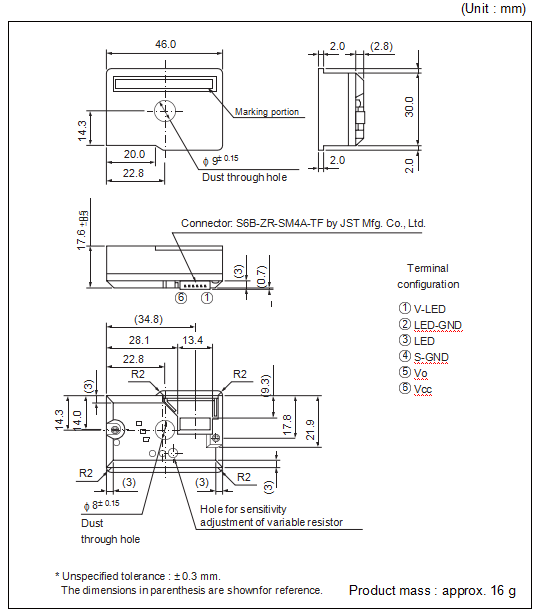 (Unit : mm)
46.0
2.0
(2.8)
Marking portion
14.3
30.0
20.0
22.8
ϕ 9± 0.15
Dust through hole
2.0
2.0
Connector: S6B-ZR-SM4A-TF by JST Mfg. Co., Ltd.
17.6
(3)
(0.7)
⑥ ①
Terminal
configuration
① V-LED
② LED-GND
③ LED
④ S-GND
⑤ Vo
⑥ Vcc
(34.8)
28.1
13.4
22.8
R2
R2
(3)
(9.3)
14.3
14.0
17.8
21.9
R2
R2
(3)
(3)
(3)
ϕ 8± 0.15
Dust
through hole
Hole for sensitivity
adjustment of variable resistor
* Unspecified tolerance : ± 0.3 mm.
The dimensions in parenthesis are shownfor reference.
Product mass : approx. 16 g